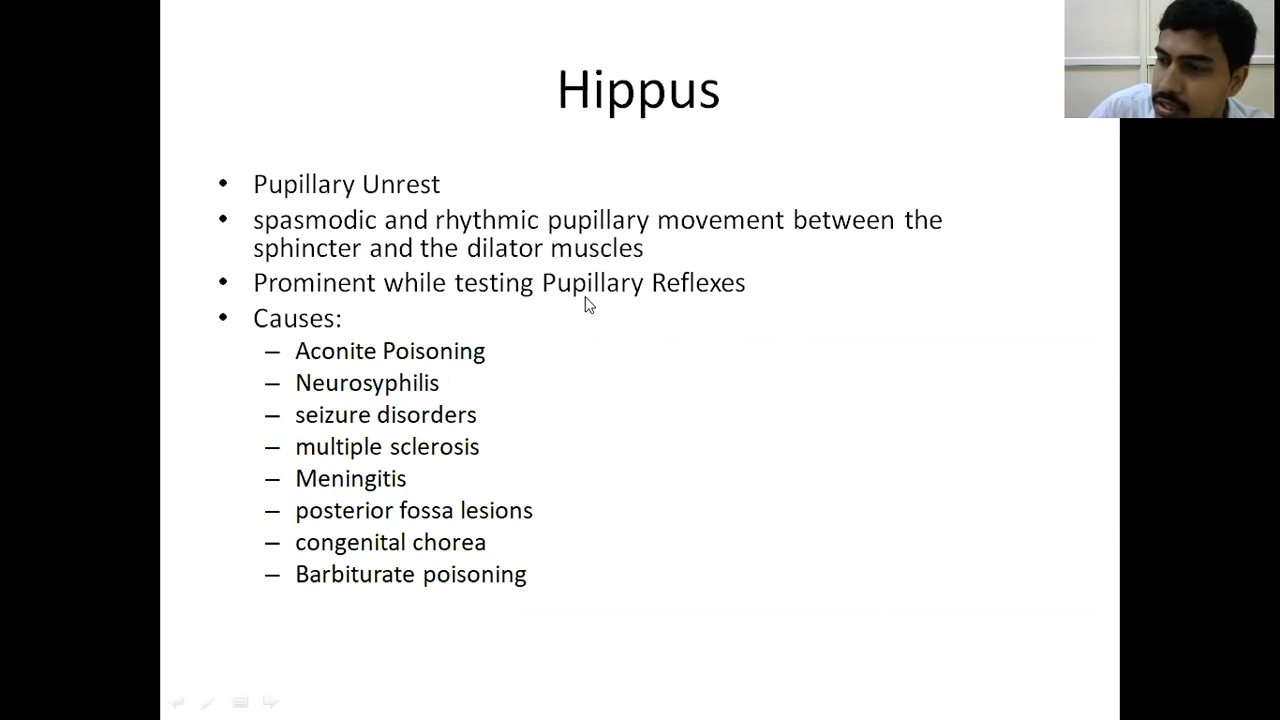 Hippus
• Pupillary Unrest
• spasmodic and rhythmic pupillary movement between the
sphincter and the dilator muscles
• Prominent while testing Pupillary Reflexes
• Causes:
– Aconite Poisoning
– Neurosyphilis
– seizure disorders
– multiple sclerosis
– Meningitis
– posterior fossa lesions
– congenital chorea
– Barbiturate poisoning